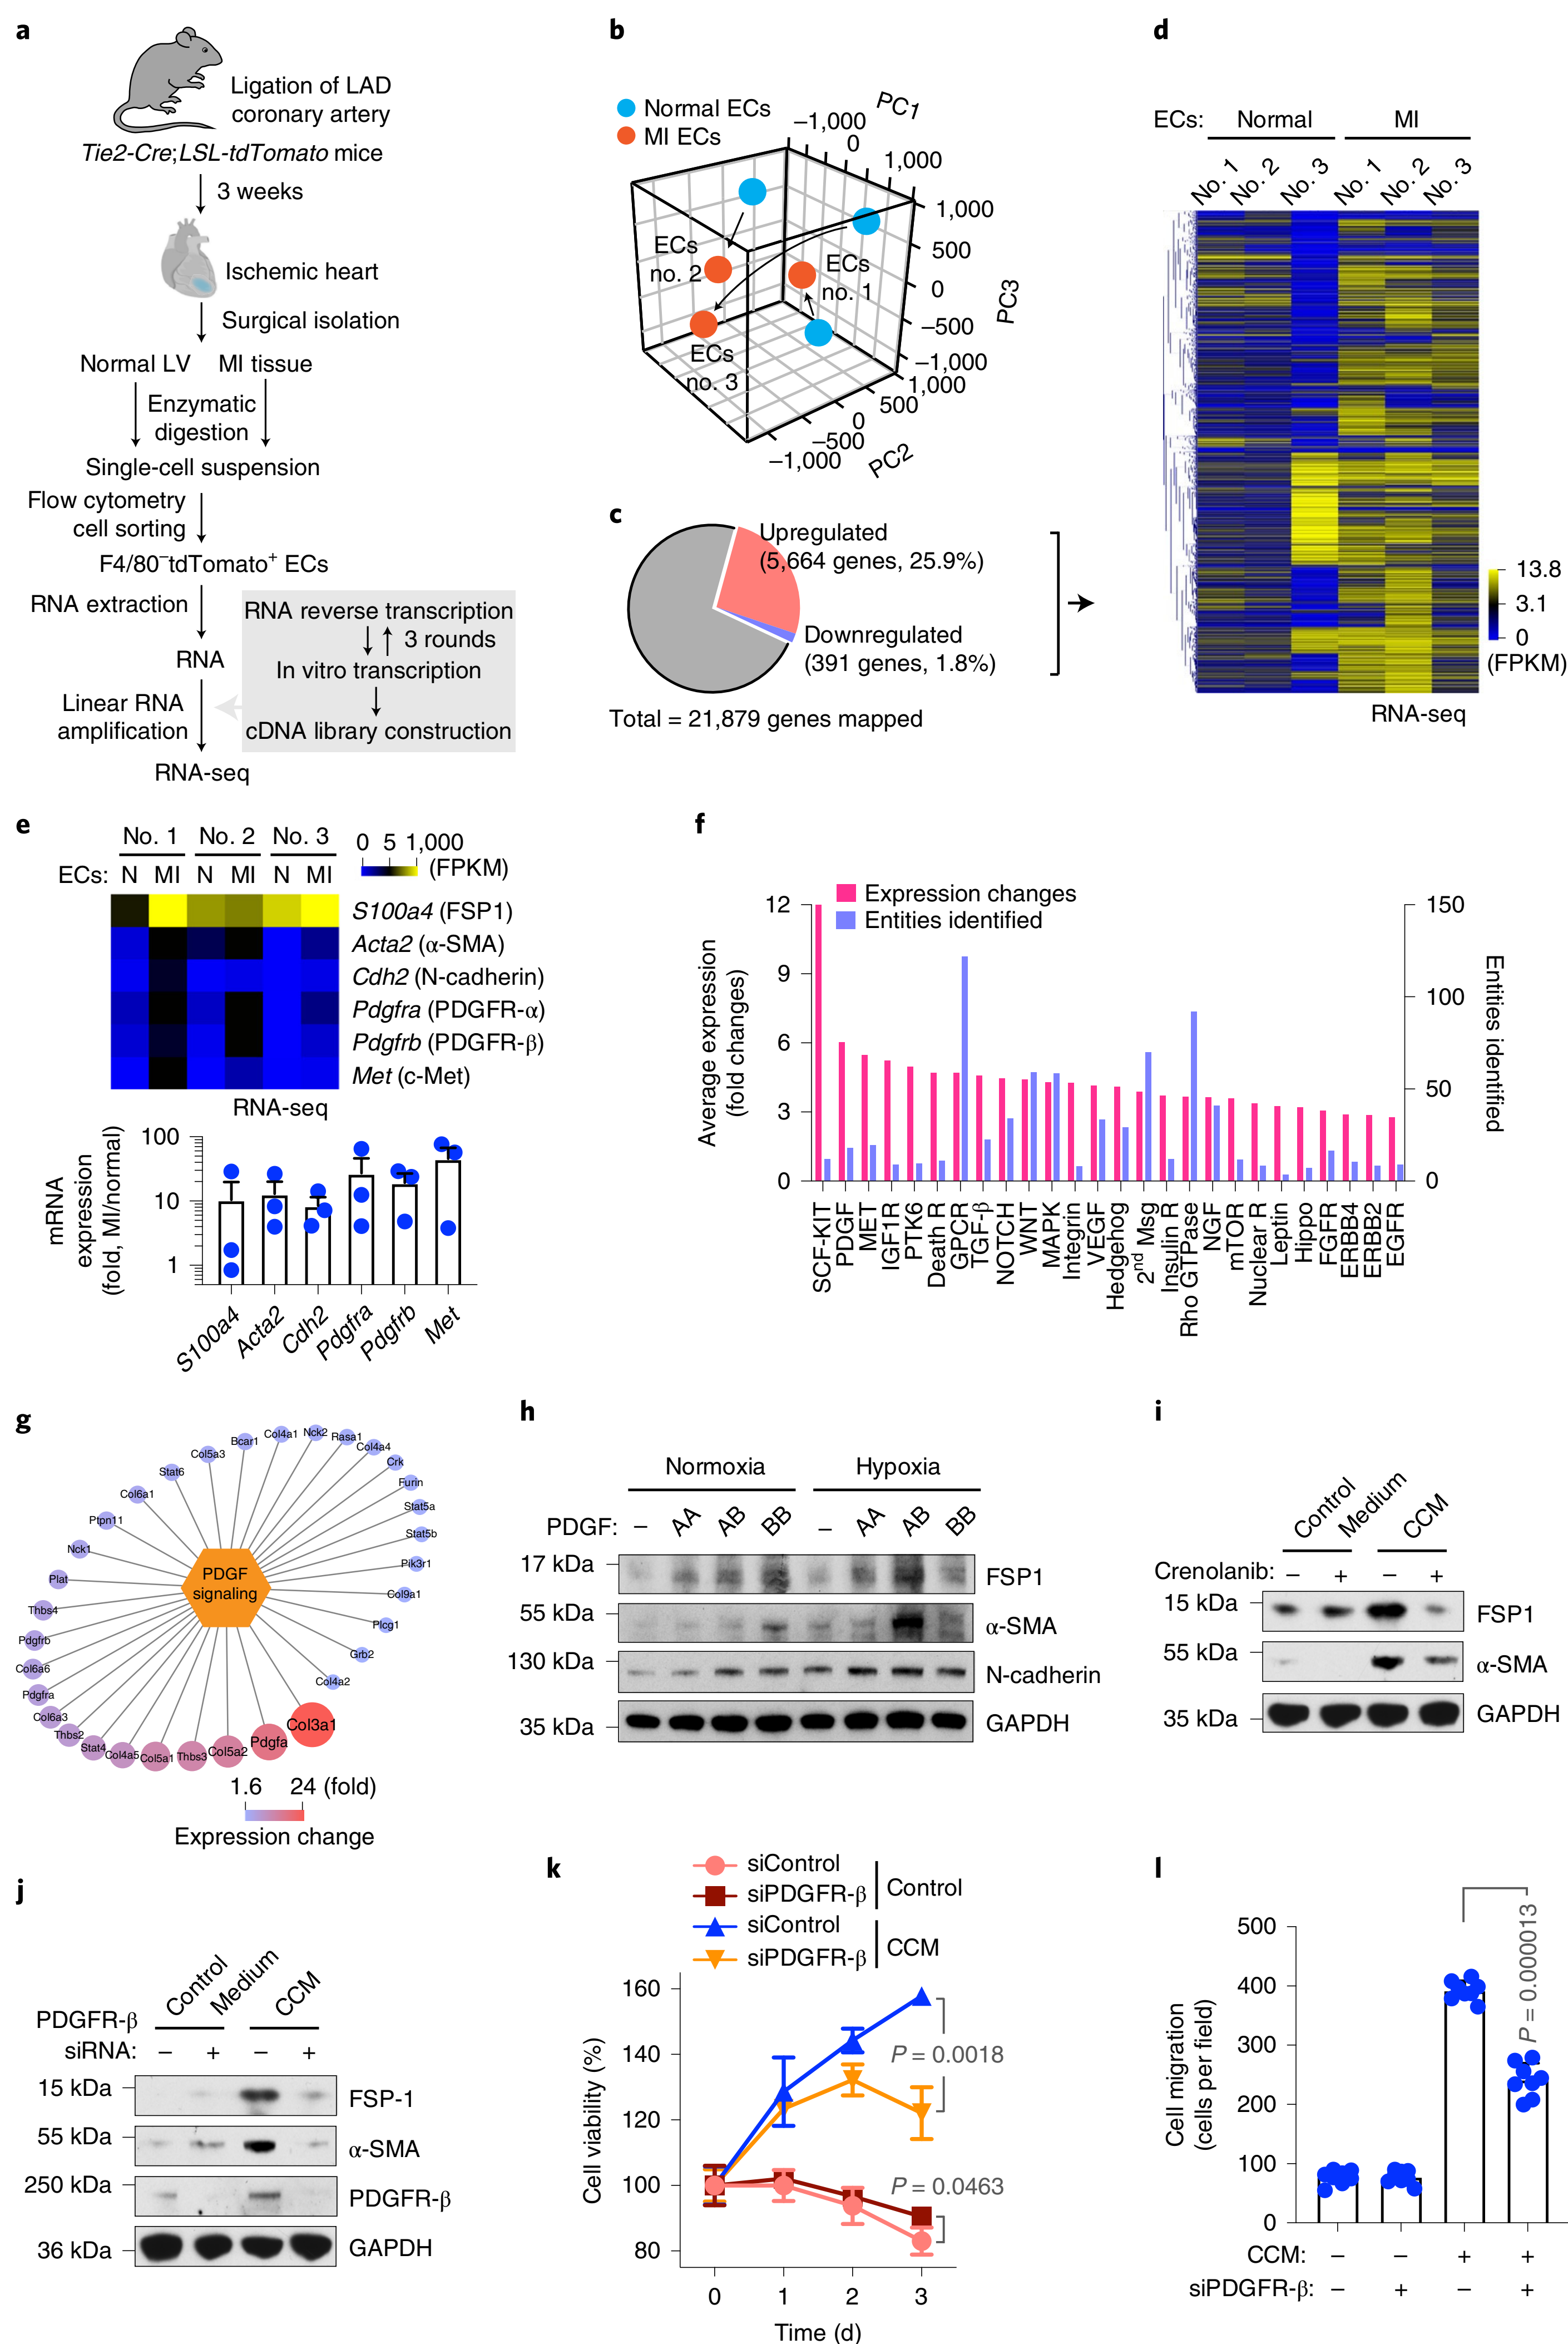 a
Ligation of LAD
coronary artery
Tie2-Cre;LSL-tdTomato mice
3 weeks
Ischemic heart
Surgical isolation
Normal LV MI tissue
Enzymatic
digestion
Single-cell suspension
Flow cytometry
cell sorting
F4/80⁻tdTomato⁺ ECs
RNA extraction
RNA
Linear RNA
amplification
RNA-seq
RNA reverse transcription
3 rounds
In vitro transcription
cDNA library construction
b
Normal ECs
MI ECs
PC1
−1,000
0
1,000
1,000
500
0
−500
−1,000
PC3
1,000
500
0
−500
−1,000
PC2
ECs
no. 2
ECs
no. 1
ECs
no. 3
c
Upregulated
(5,664 genes, 25.9%)
Downregulated
(391 genes, 1.8%)
Total = 21,879 genes mapped
d
ECs: Normal MI
No. 1 No. 2 No. 3 No. 1 No. 2 No. 3
13.8
3.1
0
(FPKM)
RNA-seq
e
No. 1 No. 2 No. 3
ECs: N MI N MI N MI
0 5 1,000
(FPKM)
S100a4 (FSP1)
Acta2 (α-SMA)
Cdh2 (N-cadherin)
Pdgfra (PDGFR-α)
Pdgfrb (PDGFR-β)
Met (c-Met)
RNA-seq
mRNA
expression
(fold, MI/normal)
100
10
1
S100a4 Acta2 Cdh2 Pdgfra Pdgfrb Met
f
Expression changes
Entities identified
Average expression
(fold changes)
12
9
6
3
0
150
100
50
0
Entities identified
SCF-KIT PDGF MET IGF1R PTK6 Death R GPCR TGF-β NOTCH WNT MAPK Integrin VEGF Hedgehog 2nd Msg Insulin R Rho GTPase NGF mTOR Nuclear R Leptin Hippo FGFR ERBB4 ERBB2 EGFR
g
PDGF
signaling
Nck2
Rasa1
Col4a4
Crk
Furin
Stat5a
Stat5b
Pik3r1
Col9a1
Plcg1
Grb2
Col4a2
Col3a1
Pdgfa
Col5a2
Thbs3
Col5a1
Col4a5
Stat4
Thbs2
Col6a3
Pdgfra
Col6a6
Pdgfrb
Thbs4
Plat
Nck1
Ptpn11
Col6a1
Stat6
Col5a3
Bcar1
Col4a1
1.6 24 (fold)
Expression change
h
Normoxia Hypoxia
PDGF: – AA AB BB – AA AB BB
17 kDa FSP1
55 kDa α-SMA
130 kDa N-cadherin
35 kDa GAPDH
i
Control
Medium
CCM
Crenolanib: – + – +
15 kDa FSP1
55 kDa α-SMA
35 kDa GAPDH
j
Control
Medium
CCM
PDGFR-β
siRNA: – + – +
15 kDa FSP-1
55 kDa α-SMA
250 kDa PDGFR-β
36 kDa GAPDH
k
siControl
siPDGFR-β
Control
siControl
siPDGFR-β
CCM
Cell viability (%)
160
140
120
100
80
P = 0.0018
P = 0.0463
0 1 2 3
Time (d)
l
Cell migration
(cells per field)
500
400
300
200
100
0
P = 0.000013
CCM: – – + +
siPDGFR-β: – + – +